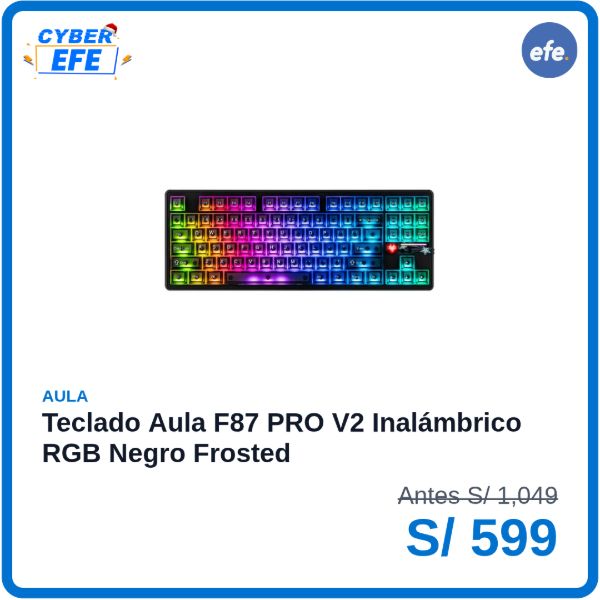 CYBER
EFE
efe.
AULA
Teclado Aula F87 PRO V2 Inalámbrico
RGB Negro Frosted
Antes S/ 1,049
S/ 599